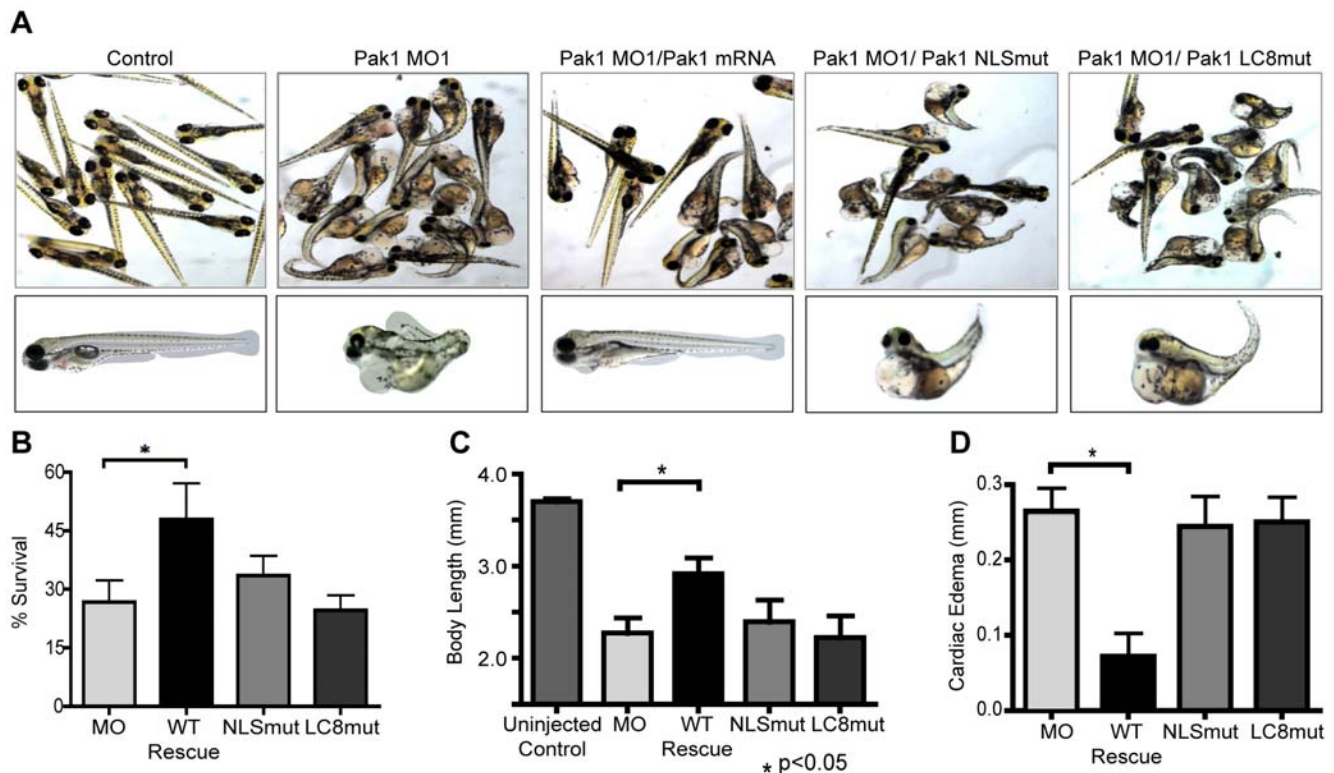 A
Control
Pak1 MO1
Pak1 MO1/Pak1 mRNA
Pak1 MO1/ Pak1 NLSmut
Pak1 MO1/ Pak1 LC8mut
B
*
60
45
30
15
0
% Survival
MO
WT
NLSmut
LC8mut
Rescue
C
*
4.0
3.0
2.0
Body Length (mm)
Uninjected
Control
MO
WT
NLSmut
LC8mut
Rescue
* p<0.05
D
*
0.3
0.2
0.1
0.0
Cardiac Edema (mm)
MO
WT
NLSmut
LC8mut
Rescue